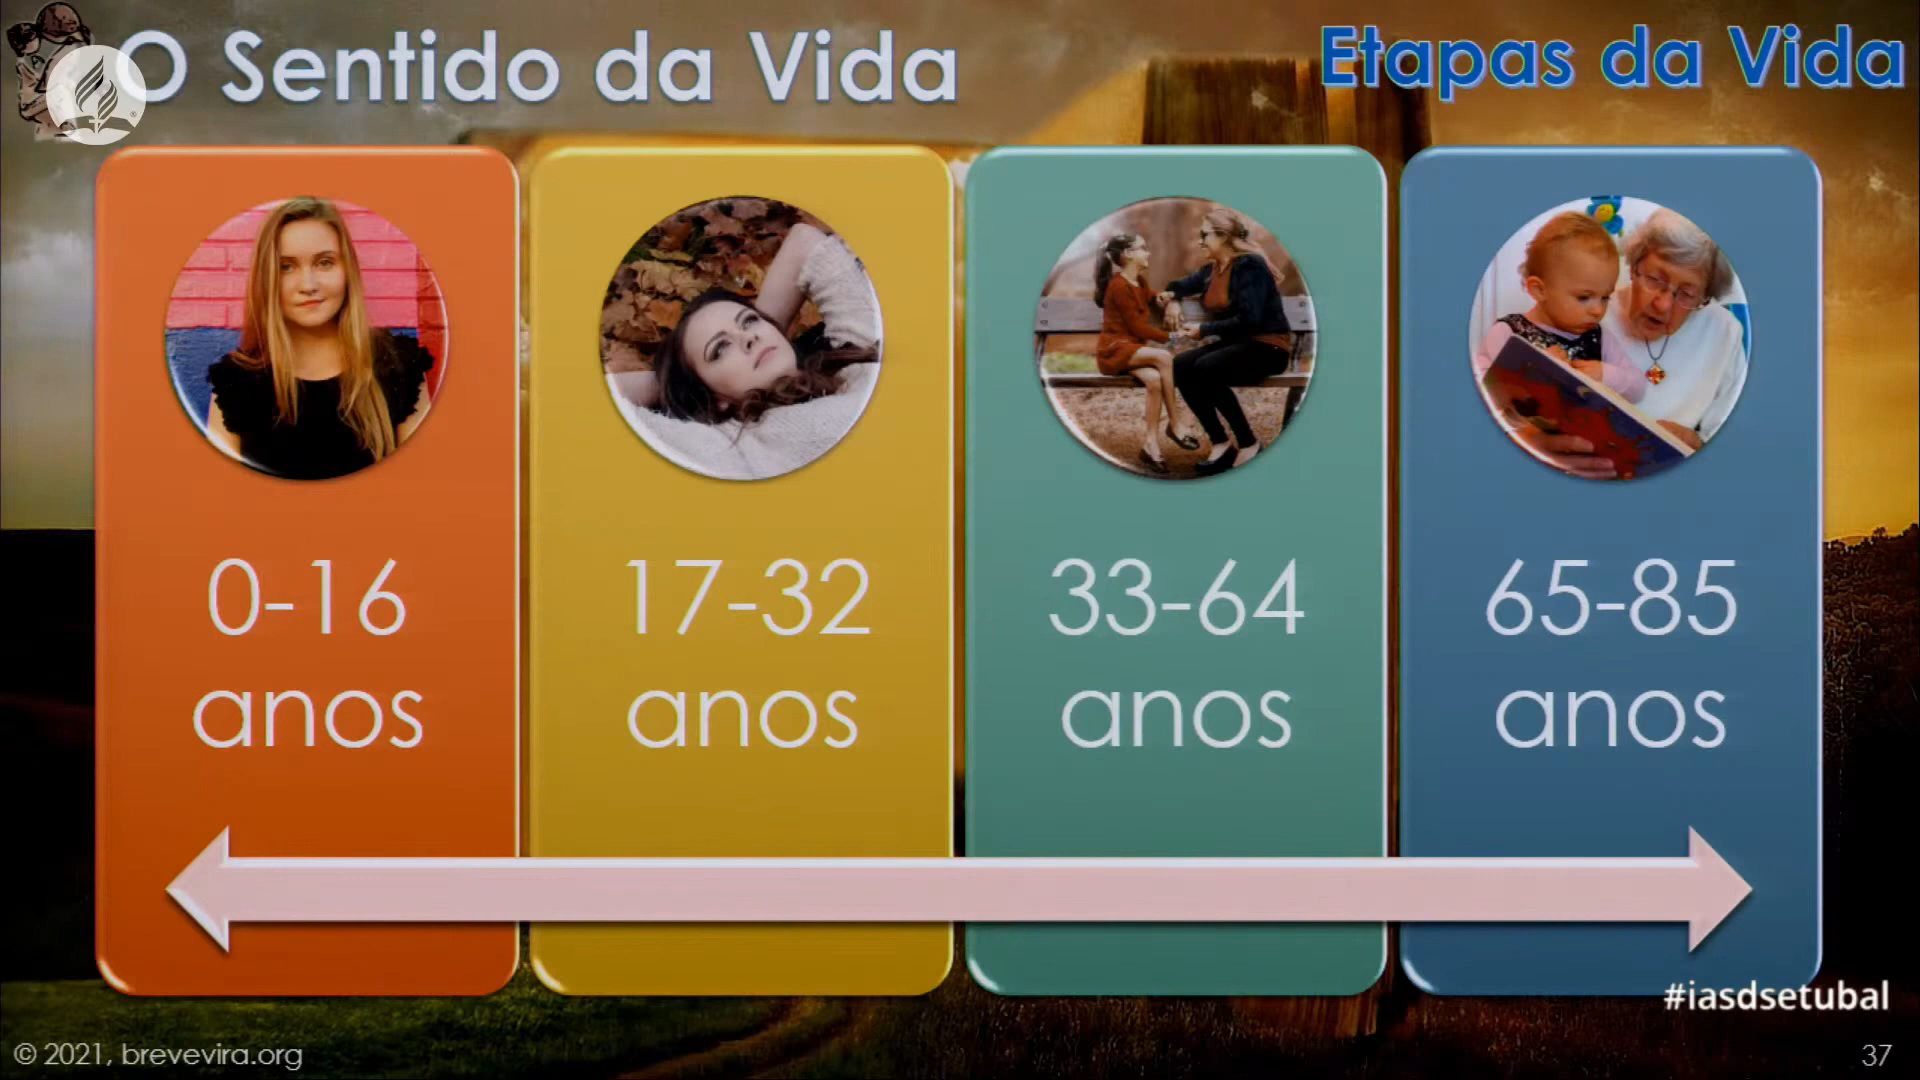 O Sentido da Vida
Etapas da Vida
0-16
anos
17-32
anos
33-64
anos
65-85
anos
#iasdsetubal
© 2021, brevevira.org
37